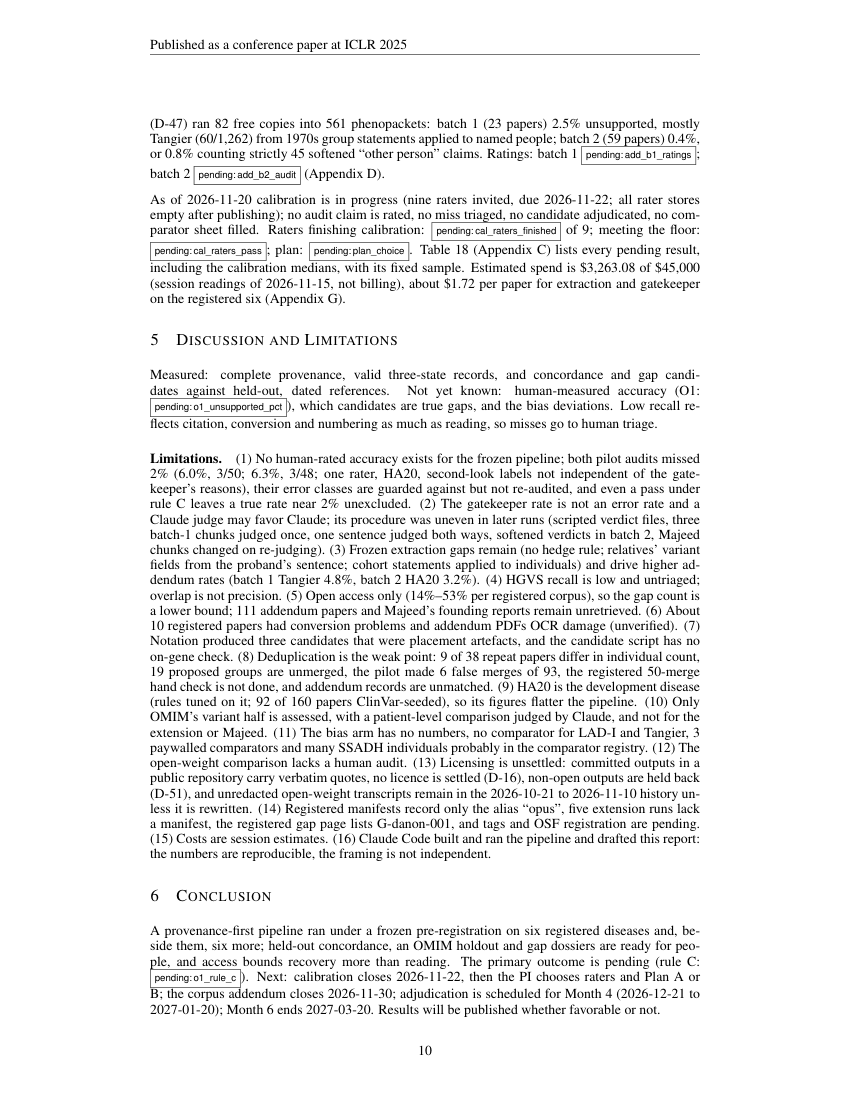 Published as a conference paper at ICLR 2025
(D-47) ran 82 free copies into 561 phenopackets: batch 1 (23 papers) 2.5% unsupported, mostly
Tangier (60/1,262) from 1970s group statements applied to named people; batch 2 (59 papers) 0.4%,
or 0.8% counting strictly 45 softened “other person” claims. Ratings: batch 1 pending:add_b1_ratings;
batch 2 pending:add_b2_audit (Appendix D).
As of 2026-11-20 calibration is in progress (nine raters invited, due 2026-11-22; all rater stores
empty after publishing); no audit claim is rated, no miss triaged, no candidate adjudicated, no com-
parator sheet filled. Raters finishing calibration: pending:cal_raters_finished of 9; meeting the floor:
pending:cal_raters_pass; plan: pending:plan_choice. Table 18 (Appendix C) lists every pending result,
including the calibration medians, with its fixed sample. Estimated spend is $3,263.08 of $45,000
(session readings of 2026-11-15, not billing), about $1.72 per paper for extraction and gatekeeper
on the registered six (Appendix G).
5 DISCUSSION AND LIMITATIONS
Measured: complete provenance, valid three-state records, and concordance and gap candi-
dates against held-out, dated references. Not yet known: human-measured accuracy (O1:
pending:o1_unsupported_pct), which candidates are true gaps, and the bias deviations. Low recall re-
flects citation, conversion and numbering as much as reading, so misses go to human triage.
Limitations. (1) No human-rated accuracy exists for the frozen pipeline; both pilot audits missed
2% (6.0%, 3/50; 6.3%, 3/48; one rater, HA20, second-look labels not independent of the gate-
keeper’s reasons), their error classes are guarded against but not re-audited, and even a pass under
rule C leaves a true rate near 2% unexcluded. (2) The gatekeeper rate is not an error rate and a
Claude judge may favor Claude; its procedure was uneven in later runs (scripted verdict files, three
batch-1 chunks judged once, one sentence judged both ways, softened verdicts in batch 2, Majeed
chunks changed on re-judging). (3) Frozen extraction gaps remain (no hedge rule; relatives’ variant
fields from the proband’s sentence; cohort statements applied to individuals) and drive higher ad-
dendum rates (batch 1 Tangier 4.8%, batch 2 HA20 3.2%). (4) HGVS recall is low and untriaged;
overlap is not precision. (5) Open access only (14%–53% per registered corpus), so the gap count is
a lower bound; 111 addendum papers and Majeed’s founding reports remain unretrieved. (6) About
10 registered papers had conversion problems and addendum PDFs OCR damage (unverified). (7)
Notation produced three candidates that were placement artefacts, and the candidate script has no
on-gene check. (8) Deduplication is the weak point: 9 of 38 repeat papers differ in individual count,
19 proposed groups are unmerged, the pilot made 6 false merges of 93, the registered 50-merge
hand check is not done, and addendum records are unmatched. (9) HA20 is the development disease
(rules tuned on it; 92 of 160 papers ClinVar-seeded), so its figures flatter the pipeline. (10) Only
OMIM’s variant half is assessed, with a patient-level comparison judged by Claude, and not for the
extension or Majeed. (11) The bias arm has no numbers, no comparator for LAD-I and Tangier, 3
paywalled comparators and many SSADH individuals probably in the comparator registry. (12) The
open-weight comparison lacks a human audit. (13) Licensing is unsettled: committed outputs in a
public repository carry verbatim quotes, no licence is settled (D-16), non-open outputs are held back
(D-51), and unredacted open-weight transcripts remain in the 2026-10-21 to 2026-11-10 history un-
less it is rewritten. (14) Registered manifests record only the alias “opus”, five extension runs lack
a manifest, the registered gap page lists G-danon-001, and tags and OSF registration are pending.
(15) Costs are session estimates. (16) Claude Code built and ran the pipeline and drafted this report:
the numbers are reproducible, the framing is not independent.
6 CONCLUSION
A provenance-first pipeline ran under a frozen pre-registration on six registered diseases and, be-
side them, six more; held-out concordance, an OMIM holdout and gap dossiers are ready for peo-
ple, and access bounds recovery more than reading. The primary outcome is pending (rule C:
pending:o1_rule_c). Next: calibration closes 2026-11-22, then the PI chooses raters and Plan A or
B; the corpus addendum closes 2026-11-30; adjudication is scheduled for Month 4 (2026-12-21 to
2027-01-20); Month 6 ends 2027-03-20. Results will be published whether favorable or not.
10